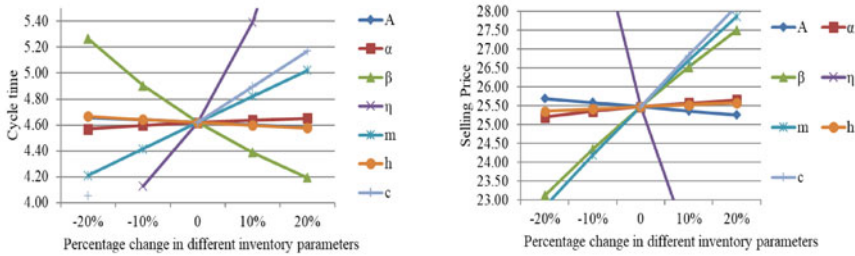 Cycle time
5.40
5.20
5.00
4.80
4.60
4.40
4.20
4.00
-20% -10% 0 10% 20%
Percentage change in different inventory parameters
A
α
β
η
m
h
c
Selling Price
28.00
27.50
27.00
26.50
26.00
25.50
25.00
24.50
24.00
23.50
23.00
-20% -10% 0 10% 20%
Percentage change in different inventory parameters
A α
β η
m h
c